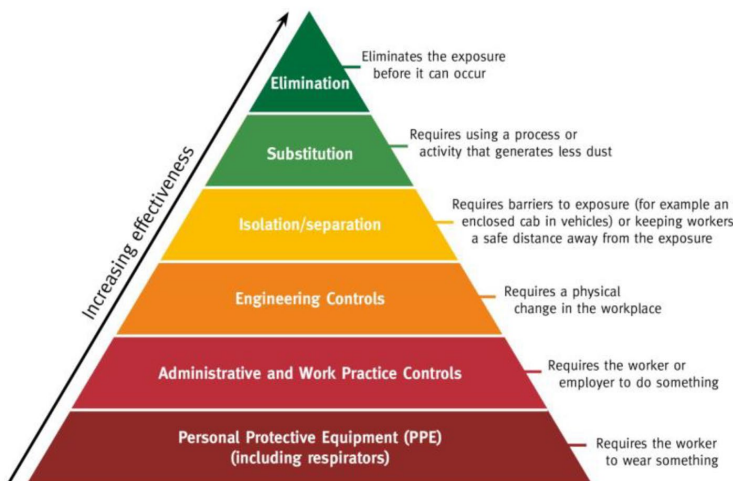 Increasing effectiveness
Elimination
Eliminates the exposure
before it can occur
Substitution
Requires using a process or
activity that generates less dust
Isolation/separation
Requires barriers to exposure (for example an
enclosed cab in vehicles) or keeping workers
a safe distance away from the exposure
Engineering Controls
Requires a physical
change in the workplace
Administrative and Work Practice Controls
Requires the worker or
employer to do something
Personal Protective Equipment (PPE)
(including respirators)
Requires the worker
to wear something